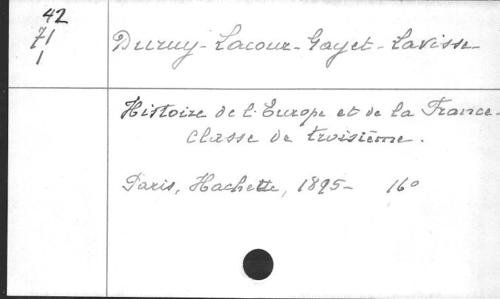 42
71
1
Duruy - Lacour - Gayet - Lavisse
Histoire de l'Europe et de la France.
Classe de troisième.
Paris, Hachette, 1895 - 16°